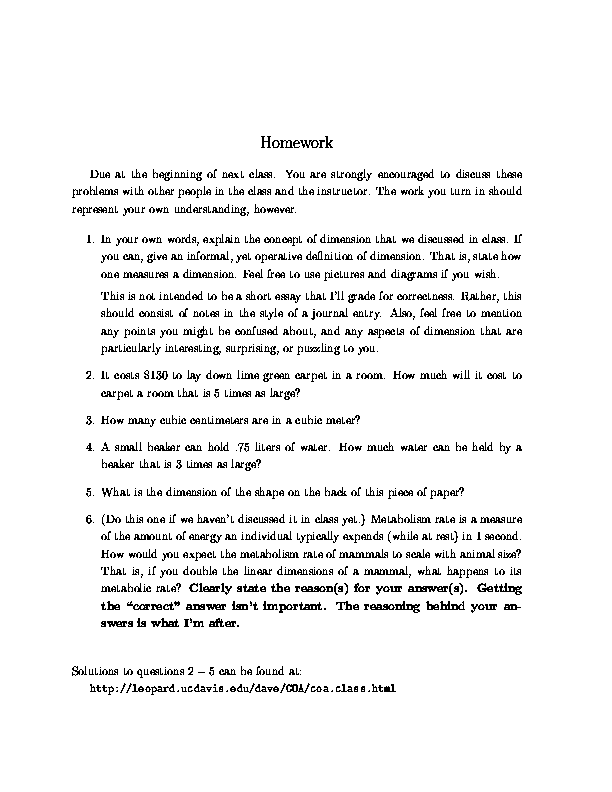 Homework
Due at the beginning of next class. You are strongly encouraged to discuss these
problems with other people in the class and the instructor. The work you turn in should
represent your own understanding, however.
1. In your own words, explain the concept of dimension that we discussed in class. If
you can, give an informal, yet operative definition of dimension. That is, state how
one measures a dimension. Feel free to use pictures and diagrams if you wish.
This is not intended to be a short essay that I'll grade for correctness. Rather, this
should consist of notes in the style of a journal entry. Also, feel free to mention
any points you might be confused about, and any aspects of dimension that are
particularly interesting, surprising, or puzzling to you.
2. It costs $130 to lay down lime green carpet in a room. How much will it cost to
carpet a room that is 5 times as large?
3. How many cubic centimeters are in a cubic meter?
4. A small beaker can hold .75 liters of water. How much water can be held by a
beaker that is 3 times as large?
5. What is the dimension of the shape on the back of this piece of paper?
6. (Do this one if we haven't discussed it in class yet.) Metabolism rate is a measure
of the amount of energy an individual typically expends (while at rest) in 1 second.
How would you expect the metabolism rate of mammals to scale with animal size?
That is, if you double the linear dimensions of a mammal, what happens to its
metabolic rate? Clearly state the reason(s) for your answer(s). Getting
the "correct" answer isn't important. The reasoning behind your an-
swers is what I'm after.
Solutions to questions 2 – 5 can be found at:
http://leopard.ucdavis.edu/dave/COA/coa.class.html